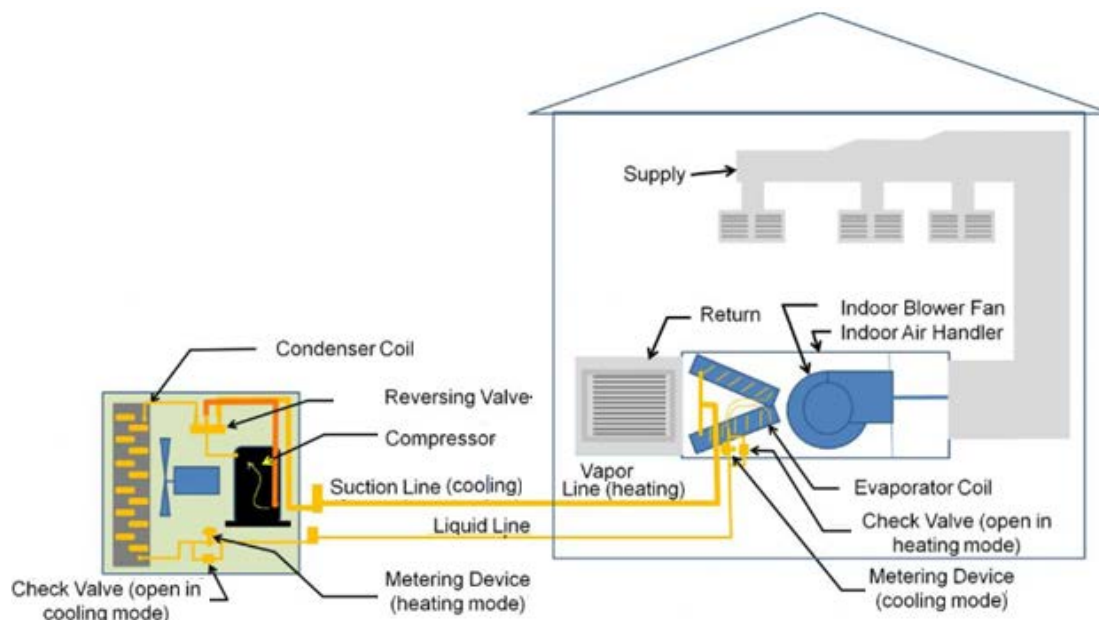 Supply
Indoor Blower Fan
Indoor Air Handler
Return
Condenser Coil
Reversing Valve
Compressor
Suction Line (cooling)
Vapor
Line (heating)
Evaporator Coil
Liquid Line
Check Valve (open in
heating mode)
Metering Device
(cooling mode)
Metering Device
(heating mode)
Check Valve (open in
cooling mode)